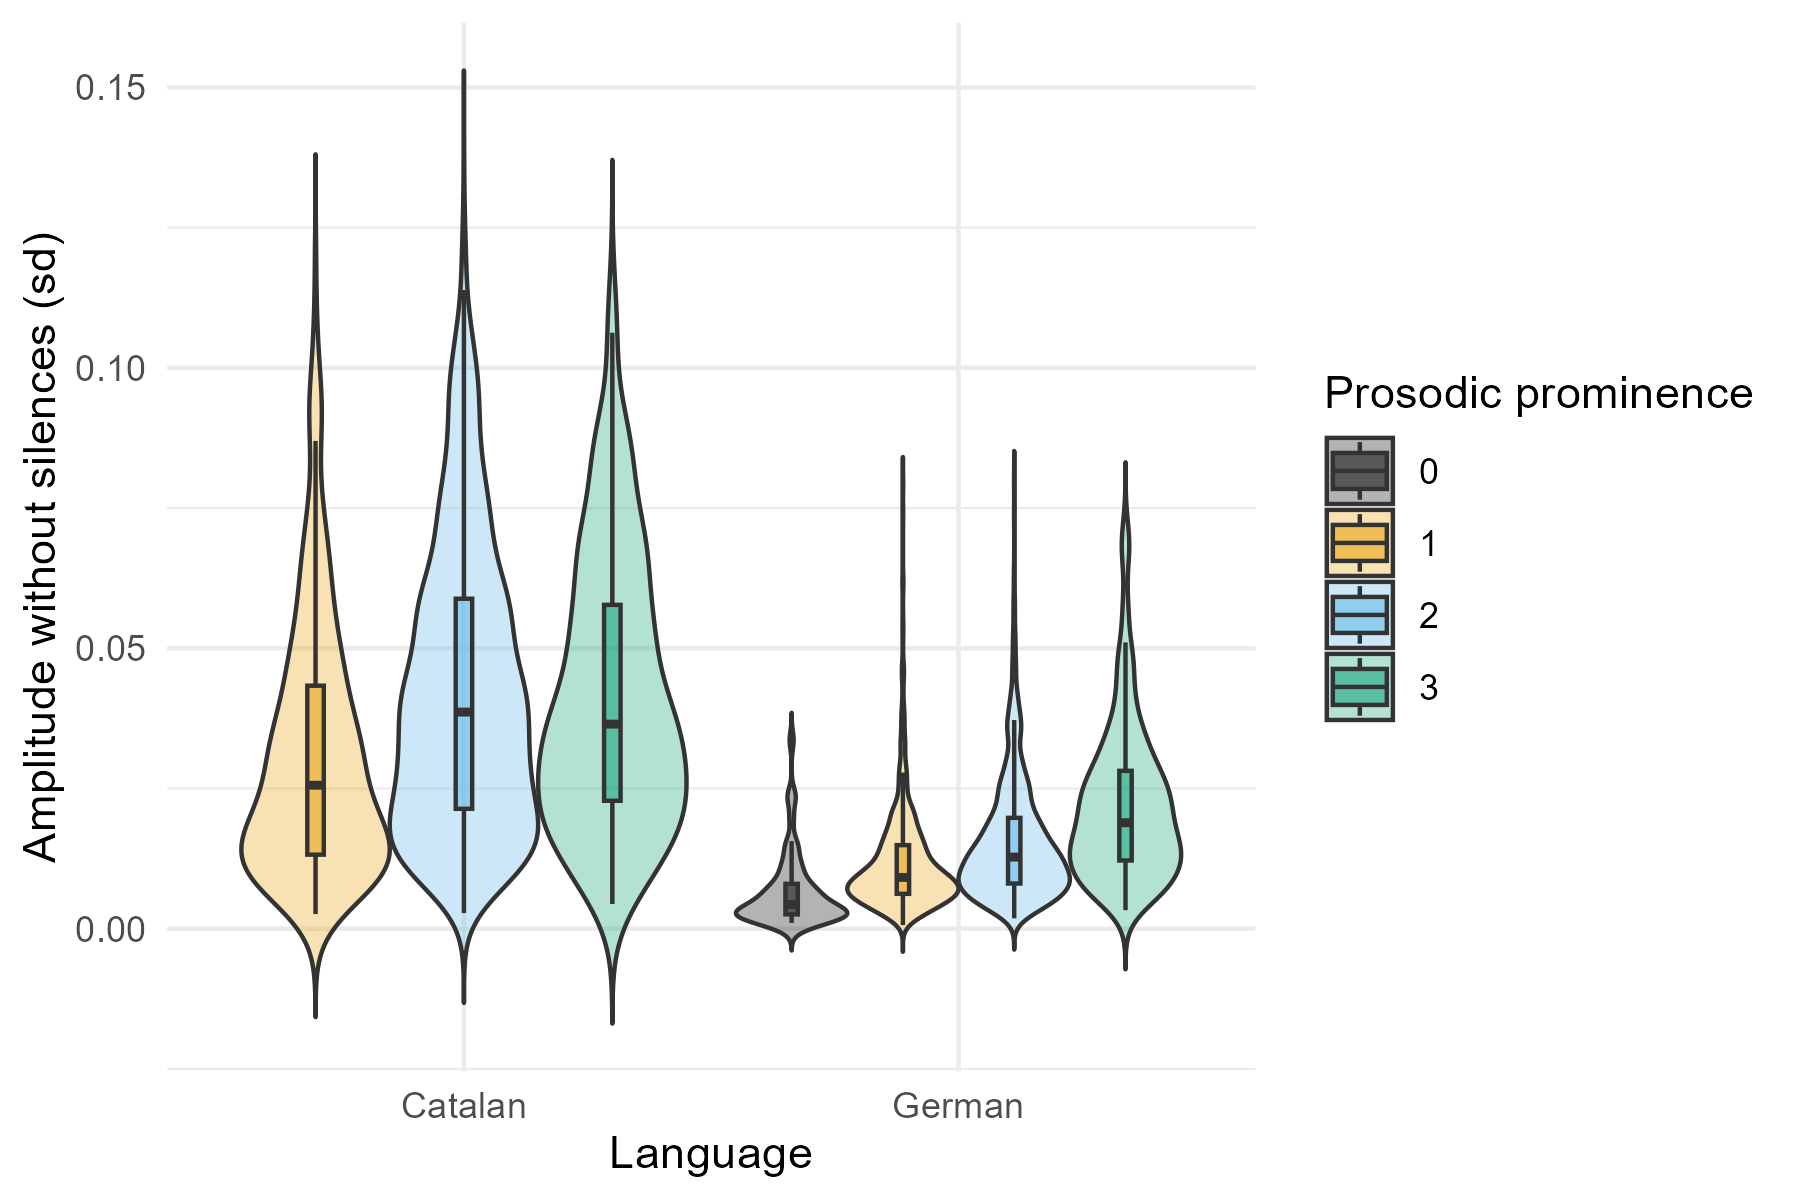 Amplitude without silences (sd)
0.15
0.10
0.05
0.00
Catalan
German
Language
Prosodic prominence
0
1
2
3